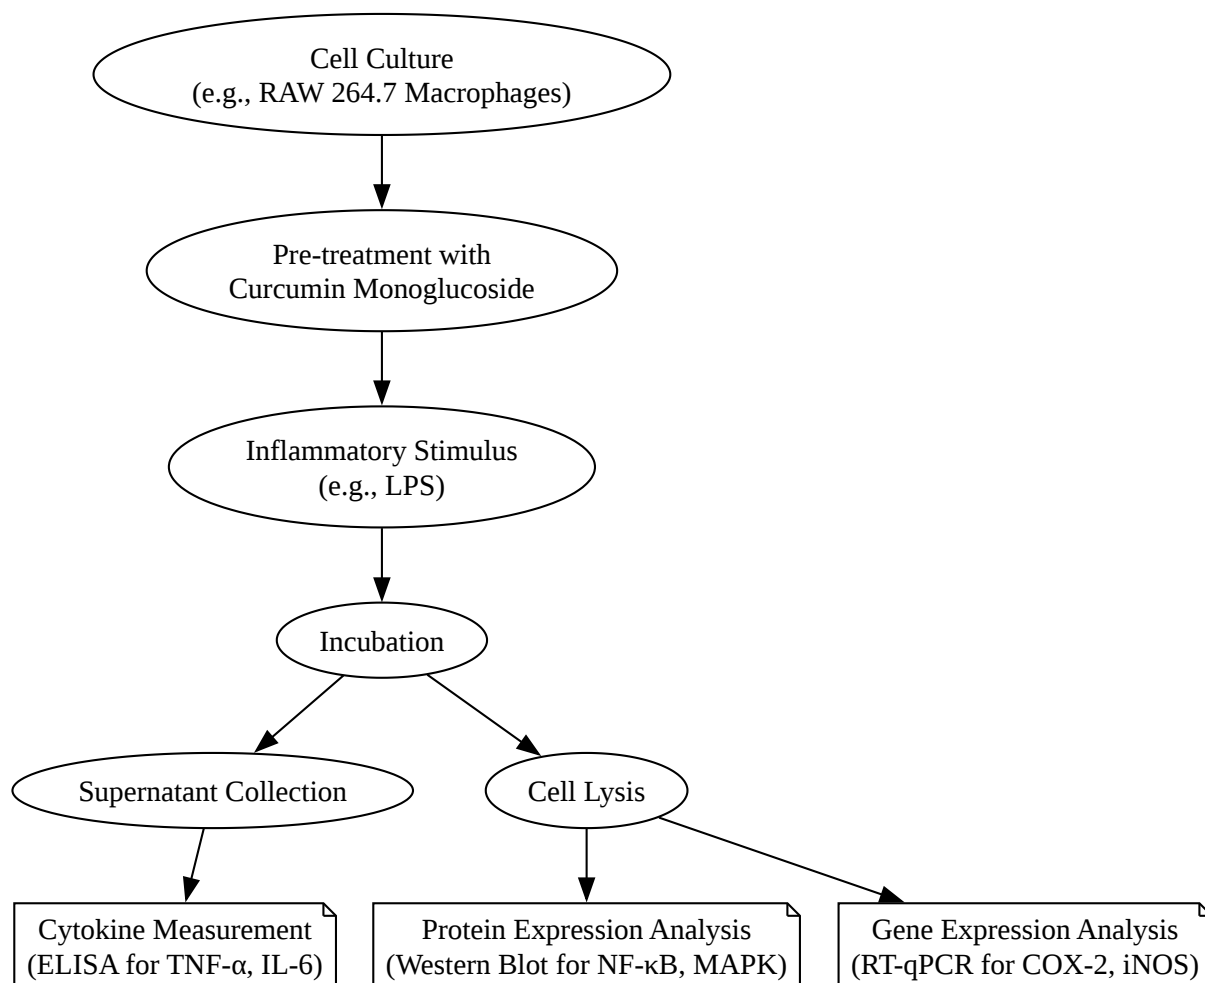 Cell Culture
(e.g., RAW 264.7 Macrophages)
Pre-treatment with
Curcumin Monoglucoside
Inflammatory Stimulus
(e.g., LPS)
Incubation
Supernatant Collection
Cell Lysis
Cytokine Measurement
(ELISA for TNF-α, IL-6)
Protein Expression Analysis
(Western Blot for NF-κB, MAPK)
Gene Expression Analysis
(RT-qPCR for COX-2, iNOS)